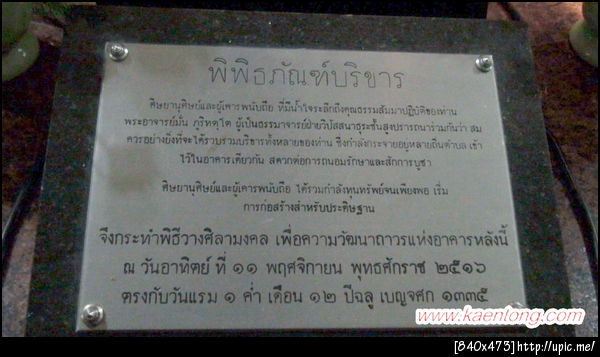 พิพิธภัณฑ์บริขาร
ศิษยานุศิษย์และผู้เคารพนับถือ ที่มีน้ำใจระลึกถึงคุณธรรมสัมมาปฏิบัติของท่าน
พระอาจารย์มั่น ภูริทตฺโต ผู้เป็นธรรมาจารย์ฝ่ายวิปัสสนาธุระชั้นสูงปรารถนาร่วมกันว่า สม
ควรอย่างยิ่งที่จะได้รวบรวมบริขารทั้งหลายของท่าน ซึ่งกำลังกระจายอยู่หลายถิ่นตำบล เข้า
ไว้ในอาคารเดียวกัน สะดวกต่อการถนอมรักษาและสักการะบูชา
ศิษยานุศิษย์และผู้เคารพนับถือ ได้รวมกำลังทุนทรัพย์จนเพียงพอ เริ่ม
การก่อสร้างสำหรับประดิษฐาน
จึงกระทำพิธีวางศิลามงคล เพื่อความวัฒนาถาวรแห่งอาคารหลังนี้
ณ วันอาทิตย์ ที่ ๑๑ พฤศจิกายน พุทธศักราช ๒๕๑๖
ตรงกับวันแรม ๑ ค่ำ เดือน ๑๒ ปีฉลู เบญจศก ๑๓๓๕
www.kaenlong.com
[840x473]http://upic.me/